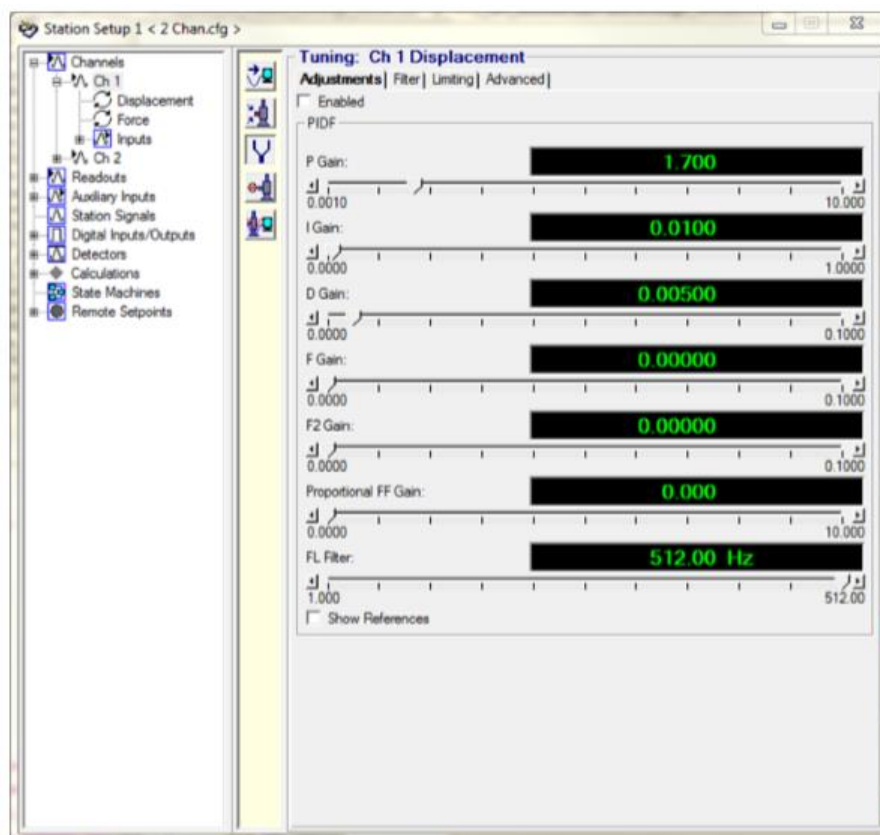 Station Setup 1 < 2 Chan.cfg >
Channels
Ch 1
Displacement
Force
Inputs
Ch 2
Readouts
Auxiliary Inputs
Station Signals
Digital Inputs/Outputs
Detectors
Calculations
State Machines
Remote Setpoints
Tuning: Ch 1 Displacement
Adjustments | Filter | Limiting | Advanced |
Enabled
PIDF
P Gain: 1.700
0.0010 10.000
I Gain: 0.0100
0.0000 1.0000
D Gain: 0.00500
0.0000 0.1000
F Gain: 0.00000
0.0000 0.1000
F2 Gain: 0.00000
0.0000 0.1000
Proportional FF Gain: 0.000
0.0000 10.000
FL Filter: 512.00 Hz
1.000 512.00
Show References